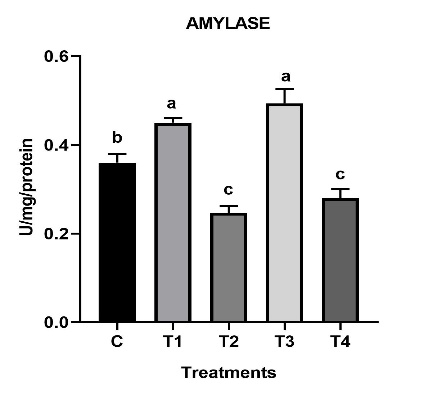 AMYLASE
0.6
0.4
0.2
0.0
U/mg/protein
b
a
c
a
c
C T1 T2 T3 T4
Treatments